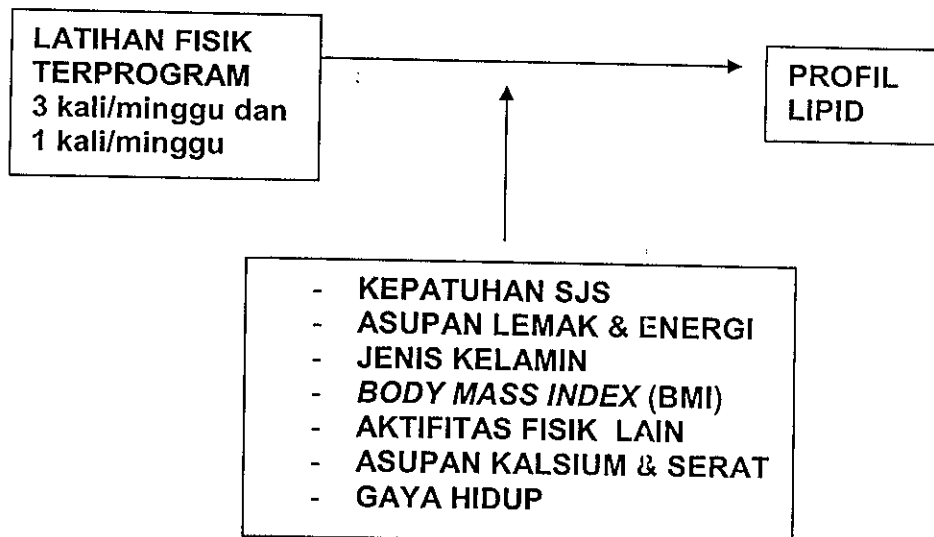 LATIHAN FISIK
TERPROGRAM
3 kali/minggu dan
1 kali/minggu
PROFIL
LIPID
- KEPATUHAN SJS
- ASUPAN LEMAK & ENERGI
- JENIS KELAMIN
- BODY MASS INDEX (BMI)
- AKTIFITAS FISIK LAIN
- ASUPAN KALSIUM & SERAT
- GAYA HIDUP